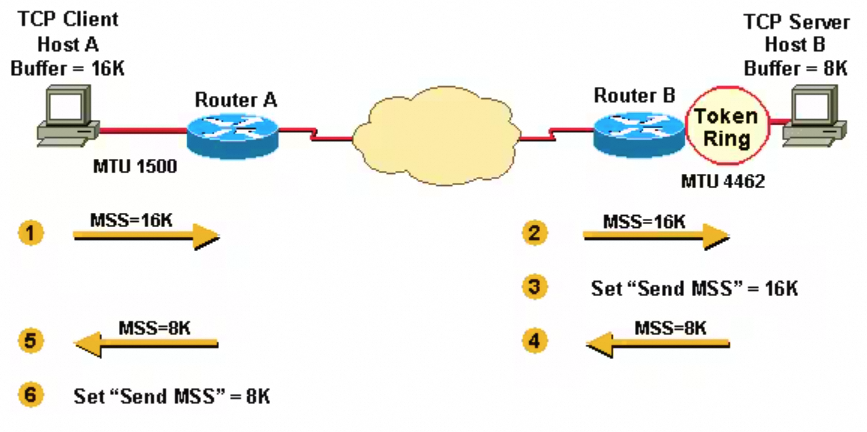 TCP Client
Host A
Buffer = 16K
TCP Server
Host B
Buffer = 8K
Router A
Router B
Token
Ring
MTU 1500
MTU 4462
1
MSS=16K
2
MSS=16K
3
Set “Send MSS” = 16K
5
MSS=8K
4
MSS=8K
6
Set “Send MSS” = 8K